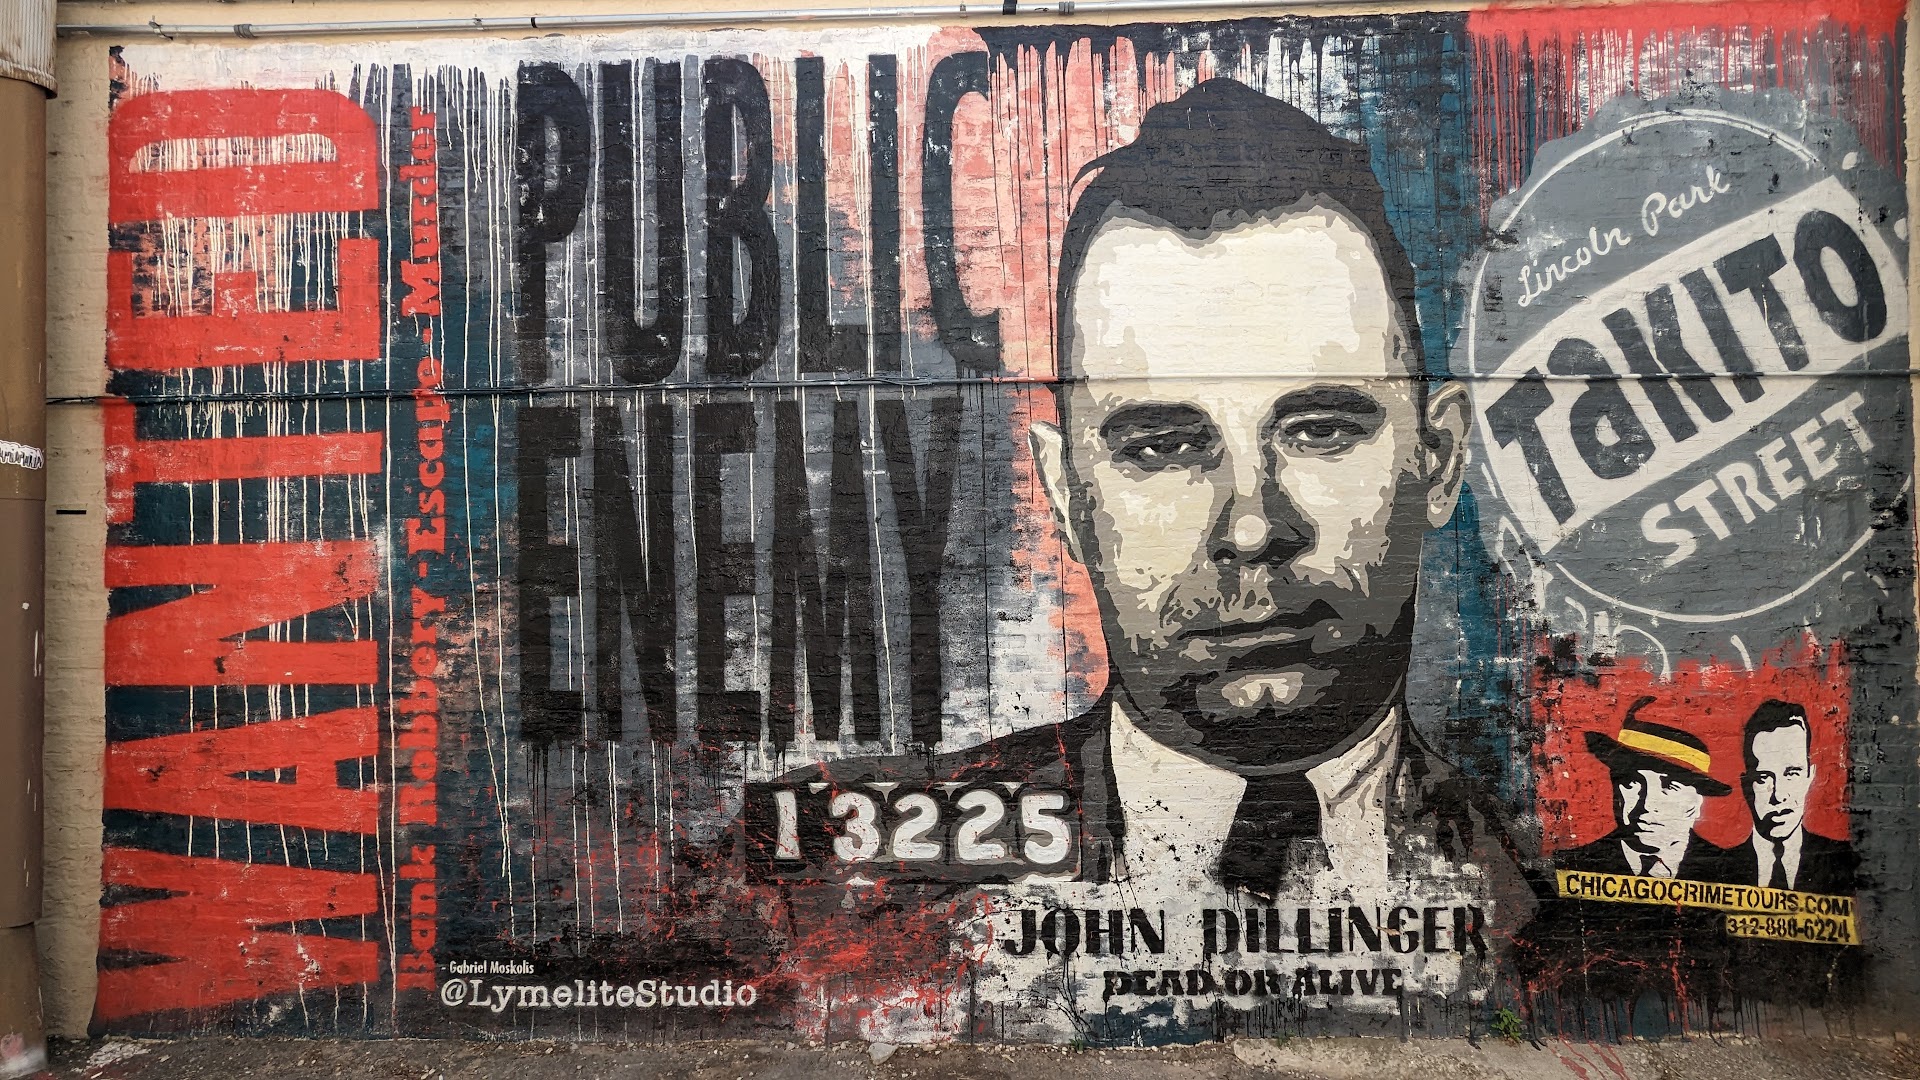 WANTED
Bank Robbery - Escape - Murder
PUBLIC
ENEMY
13225
JOHN DILLINGER
DEAD OR ALIVE
- Gabriel Moskolis
@LymeliteStudio
Lincoln Park
TAKITO
STREET
CHICAGOCRIMETOURS.COM
312-888-6224